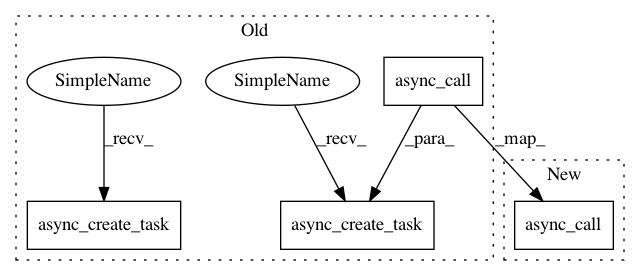 Old
SimpleName
SimpleName
async_call
_recv_
_recv_
_para_
_map_
New
async_create_task
async_create_task
async_call